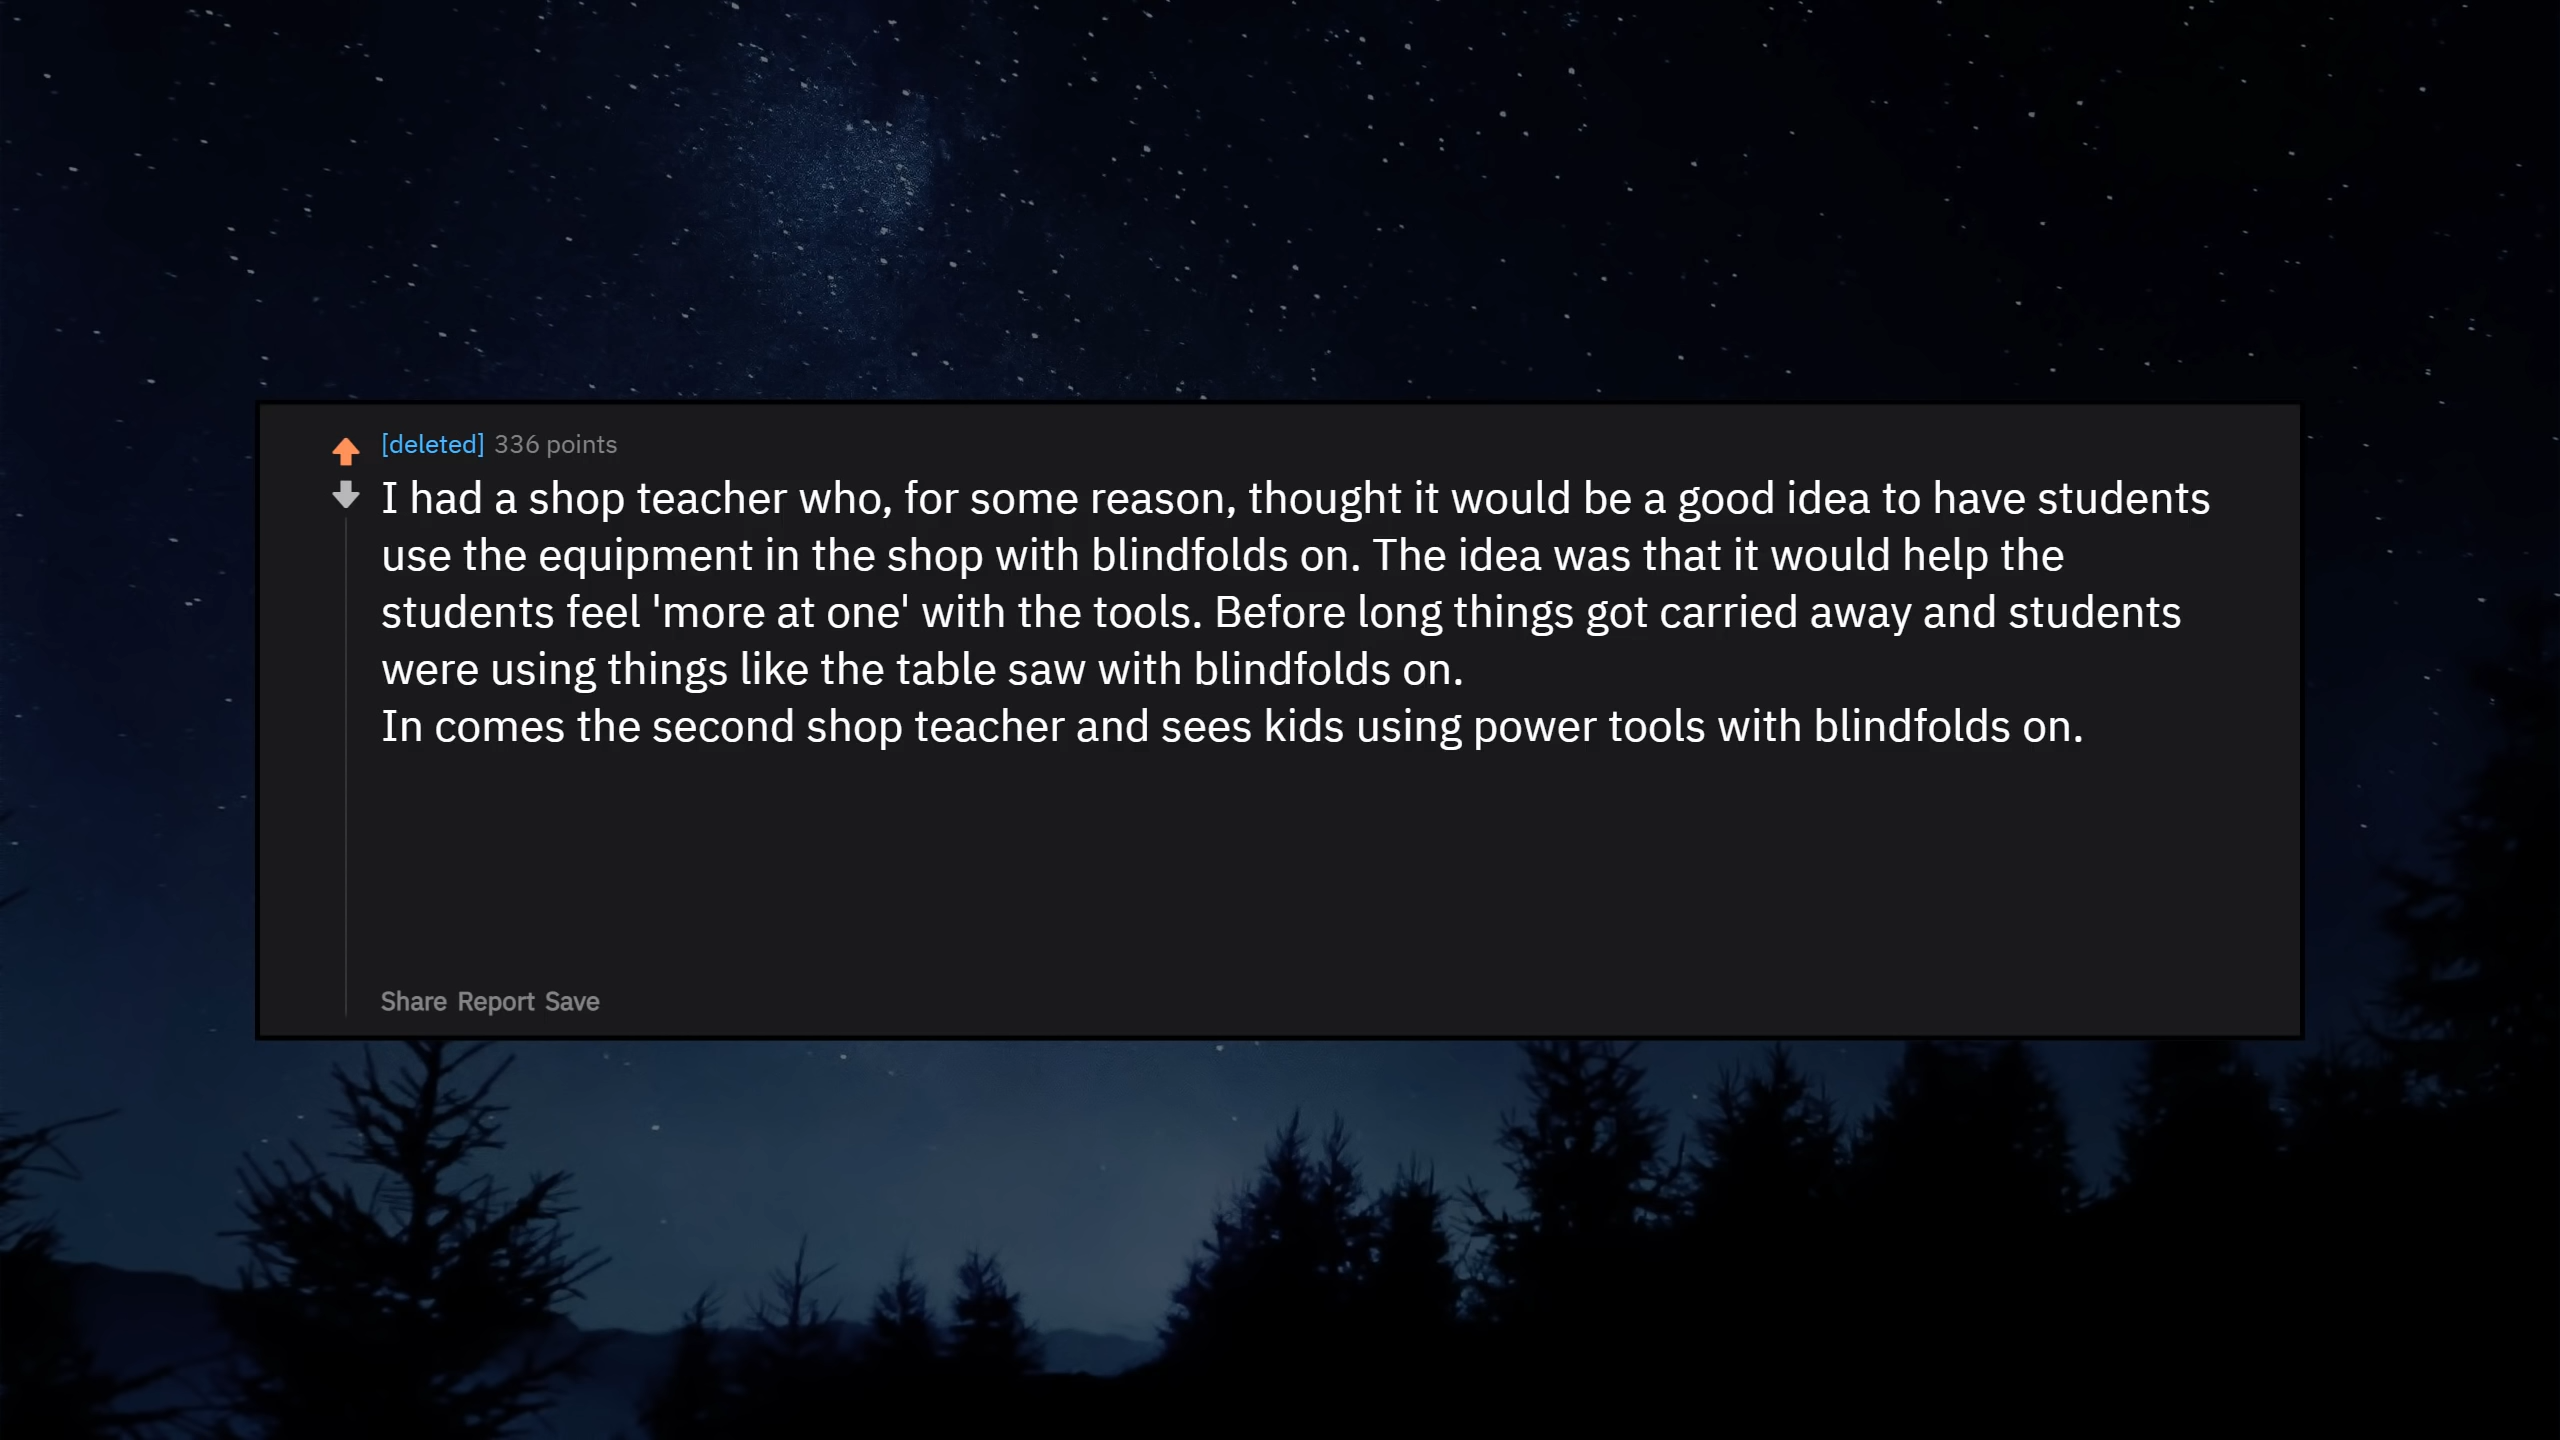 [deleted] 336 points
I had a shop teacher who, for some reason, thought it would be a good idea to have students
use the equipment in the shop with blindfolds on. The idea was that it would help the
students feel 'more at one' with the tools. Before long things got carried away and students
were using things like the table saw with blindfolds on.
In comes the second shop teacher and sees kids using power tools with blindfolds on.
Share Report Save